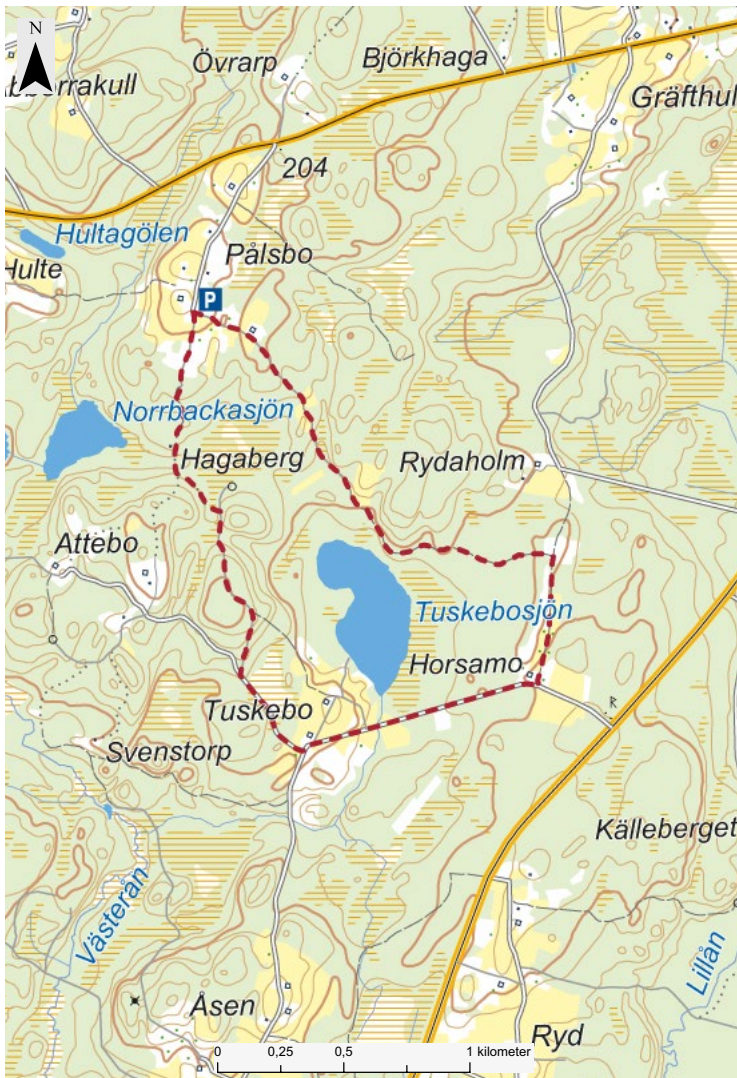 N
Övrarp
Björkhaga
Gräfthul
204
Hultagölen
Hulte
Pålsbo
P
Norrbackasjön
Hagaberg
Rydaholm
Attebo
Tuskebosjön
Horsamo
Tuskebo
Svenstorp
Källeberget
Västerån
Lillån
Åsen
Ryd
0 0,25 0,5 1 kilometer